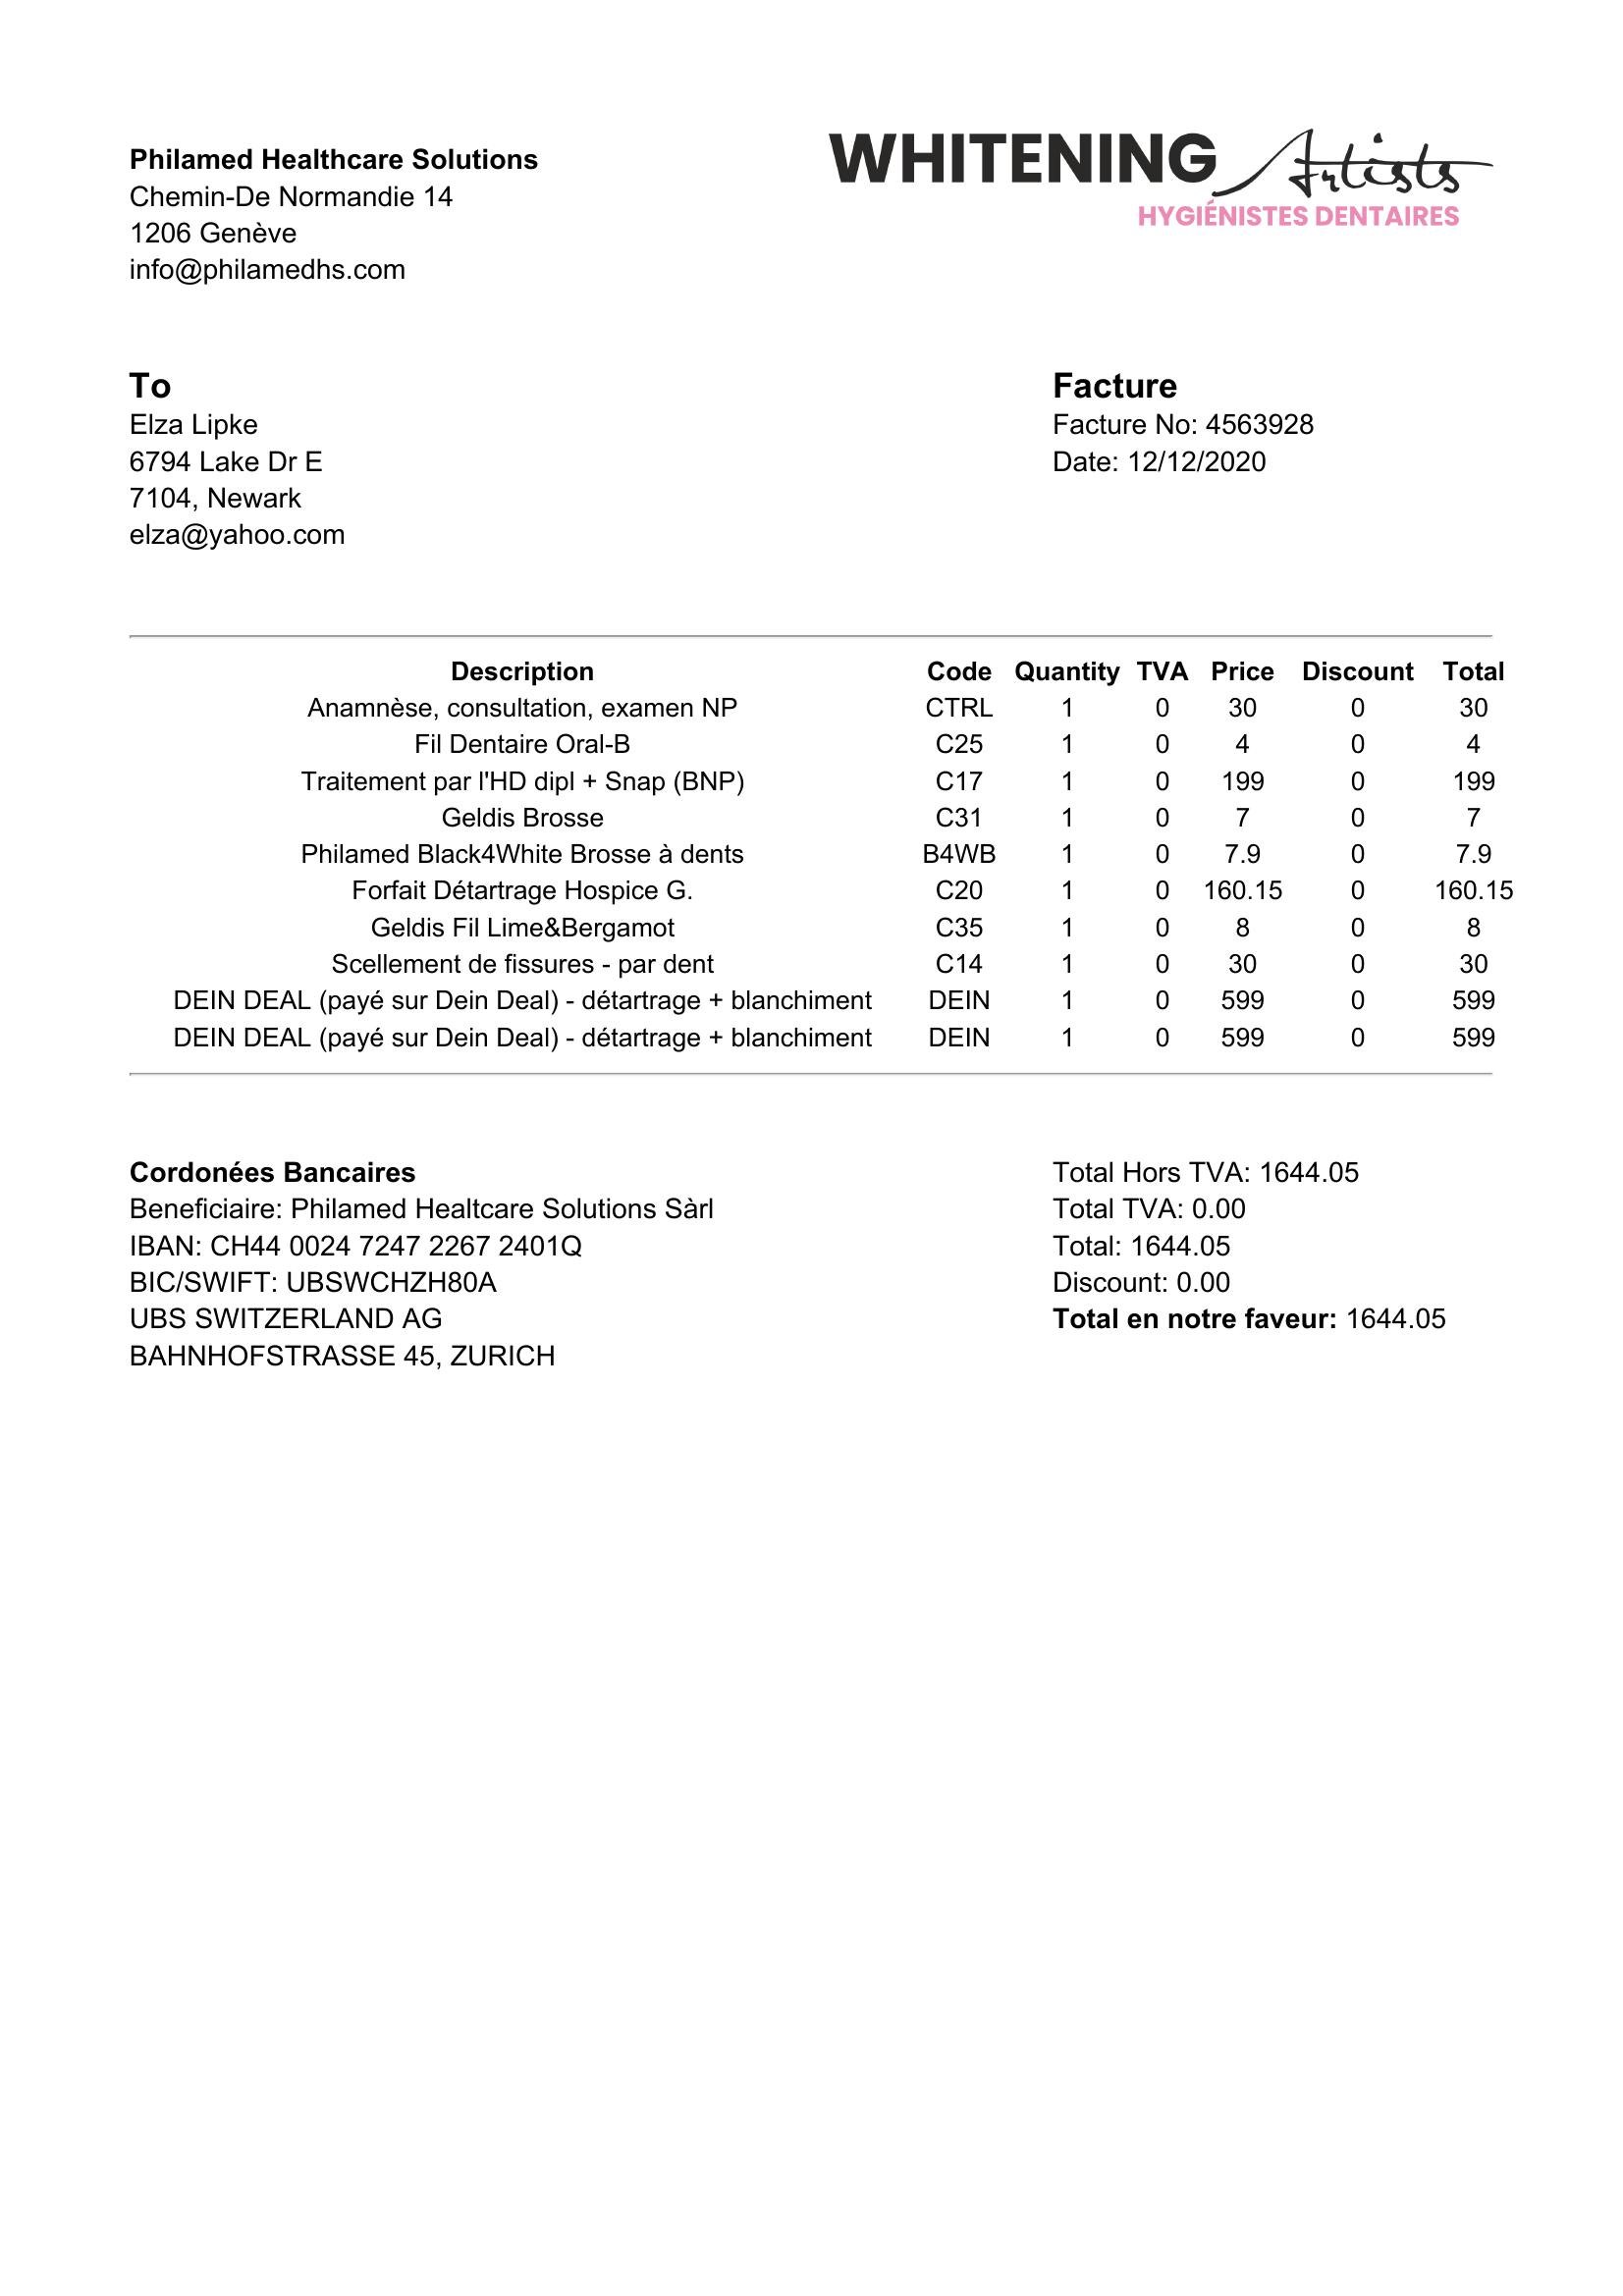 Philamed Healthcare Solutions
Chemin-De Normandie 14
1206 Genève
info@philamedhs.com
WHITENING Artists
HYGIÉNISTES DENTAIRES
To
Elza Lipke
6794 Lake Dr E
7104, Newark
elza@yahoo.com
Facture
Facture No: 4563928
Date: 12/12/2020
Description Code Quantity TVA Price Discount Total
Anamnèse, consultation, examen NP CTRL 1 0 30 0 30
Fil Dentaire Oral-B C25 1 0 4 0 4
Traitement par l'HD dipl + Snap (BNP) C17 1 0 199 0 199
Geldis Brosse C31 1 0 7 0 7
Philamed Black4White Brosse à dents B4WB 1 0 7.9 0 7.9
Forfait Détartrage Hospice G. C20 1 0 160.15 0 160.15
Geldis Fil Lime&Bergamot C35 1 0 8 0 8
Scellement de fissures - par dent C14 1 0 30 0 30
DEIN DEAL (payé sur Dein Deal) - détartrage + blanchiment DEIN 1 0 599 0 599
DEIN DEAL (payé sur Dein Deal) - détartrage + blanchiment DEIN 1 0 599 0 599
Cordonées Bancaires
Beneficiaire: Philamed Healtcare Solutions Sàrl
IBAN: CH44 0024 7247 2267 2401Q
BIC/SWIFT: UBSWCHZH80A
UBS SWITZERLAND AG
BAHNHOFSTRASSE 45, ZURICH
Total Hors TVA: 1644.05
Total TVA: 0.00
Total: 1644.05
Discount: 0.00
Total en notre faveur: 1644.05